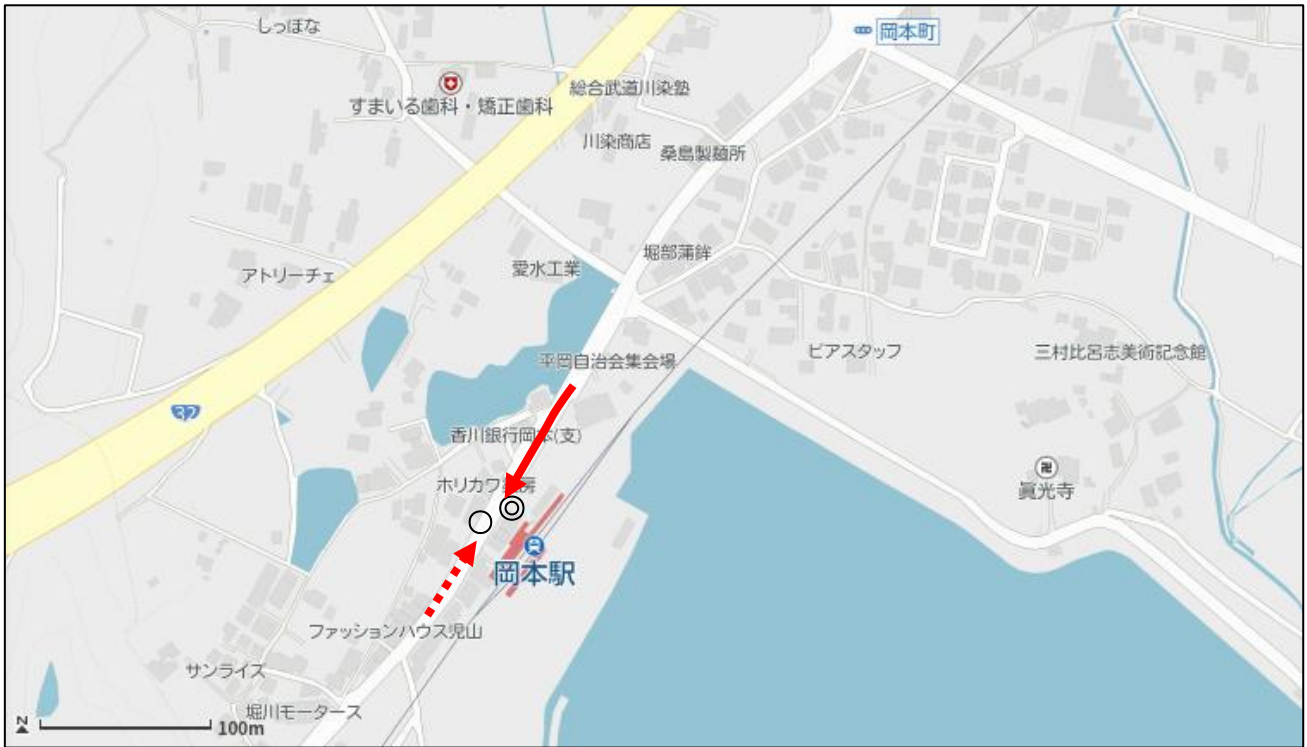 しっぽな
岡本町
すまいる歯科・矯正歯科
総合武道川染塾
川染商店
桑島製麺所
堀部蒲鉾
アトリーチェ
愛水工業
平岡自治会集会場
ピアスタッフ
三村比呂志美術記念館
32
香川銀行岡本(支)
ホリカワ
房
眞光寺
岡本駅
ファッションハウス児山
サンライズ
堀川モータース
N
100m